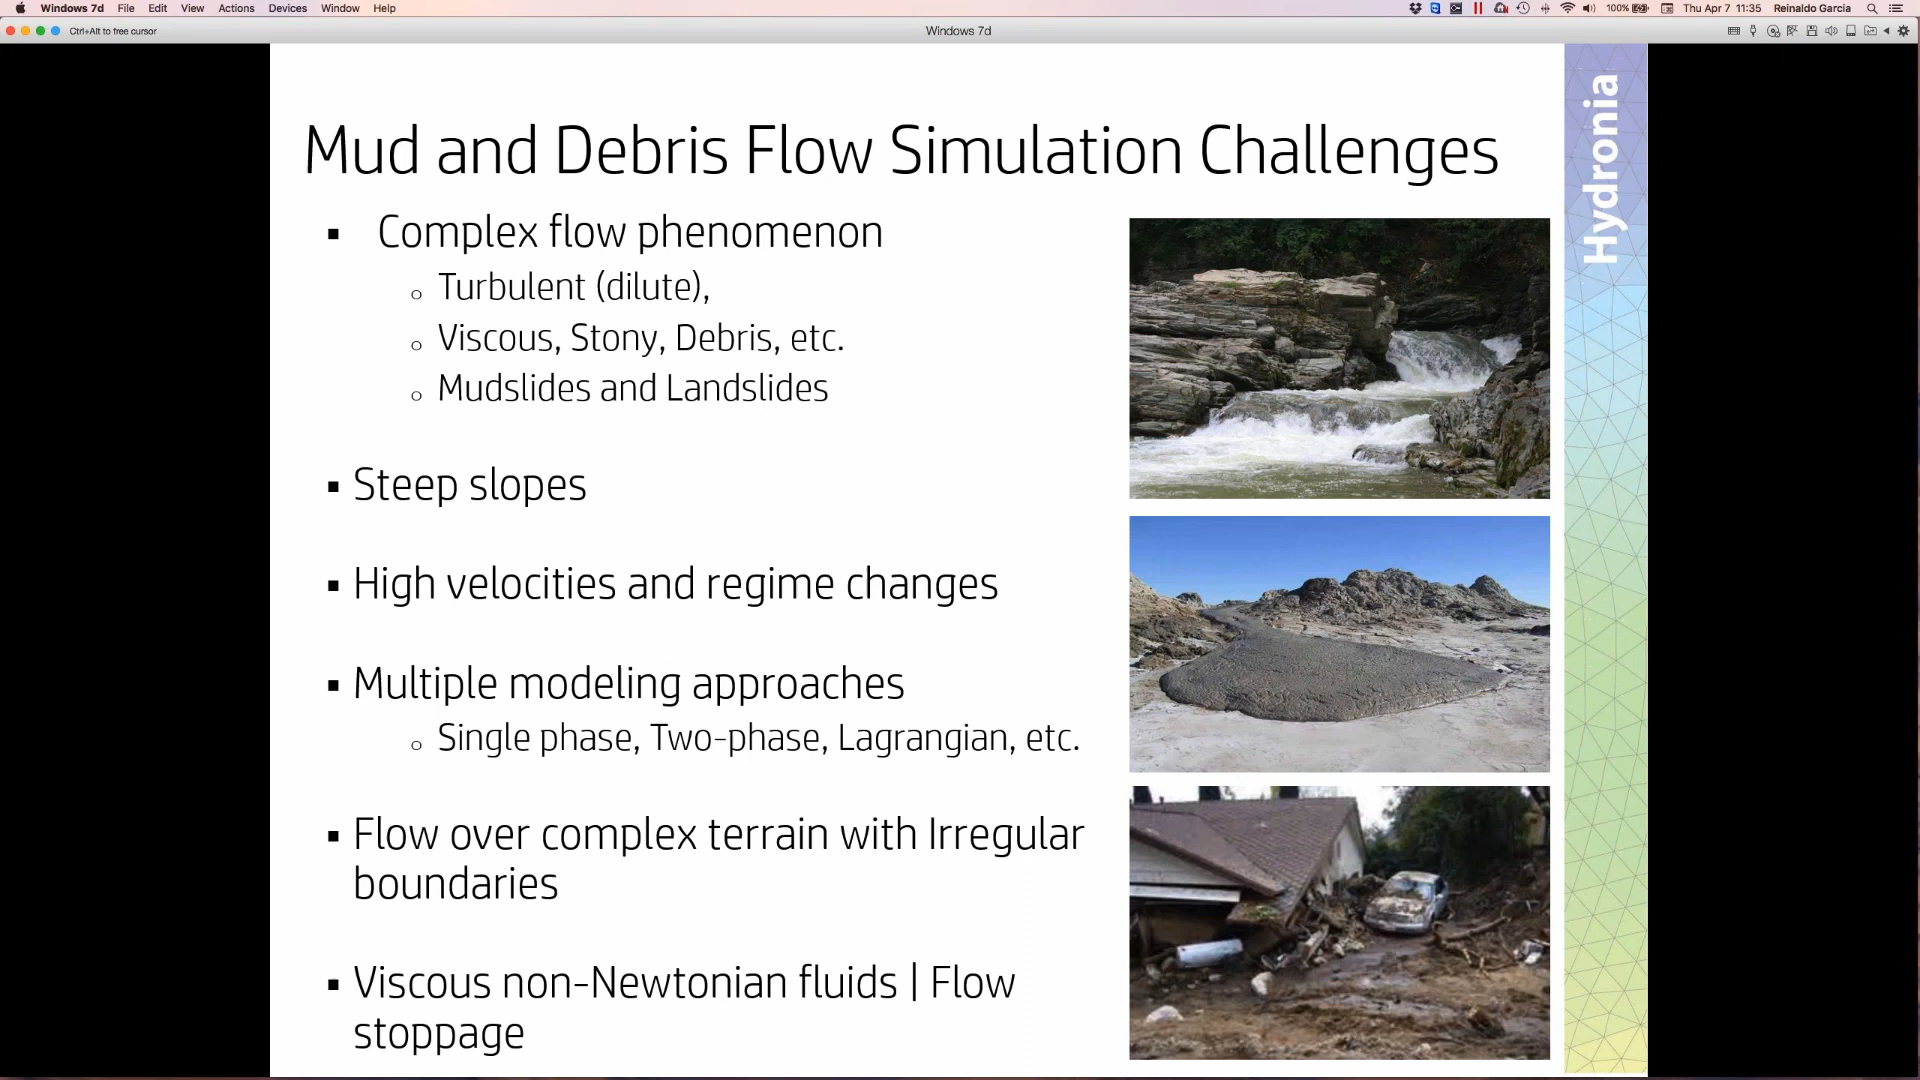 Windows 7d File Edit View Actions Devices Window Help
100% Thu Apr 7 11:35 Reinaldo Garcia
Ctrl+Alt to free cursor
Windows 7d
Hydronia
Mud and Debris Flow Simulation Challenges
▪ Complex flow phenomenon
o Turbulent (dilute),
o Viscous, Stony, Debris, etc.
o Mudslides and Landslides
▪ Steep slopes
▪ High velocities and regime changes
▪ Multiple modeling approaches
o Single phase, Two-phase, Lagrangian, etc.
▪ Flow over complex terrain with Irregular
boundaries
▪ Viscous non-Newtonian fluids | Flow
stoppage